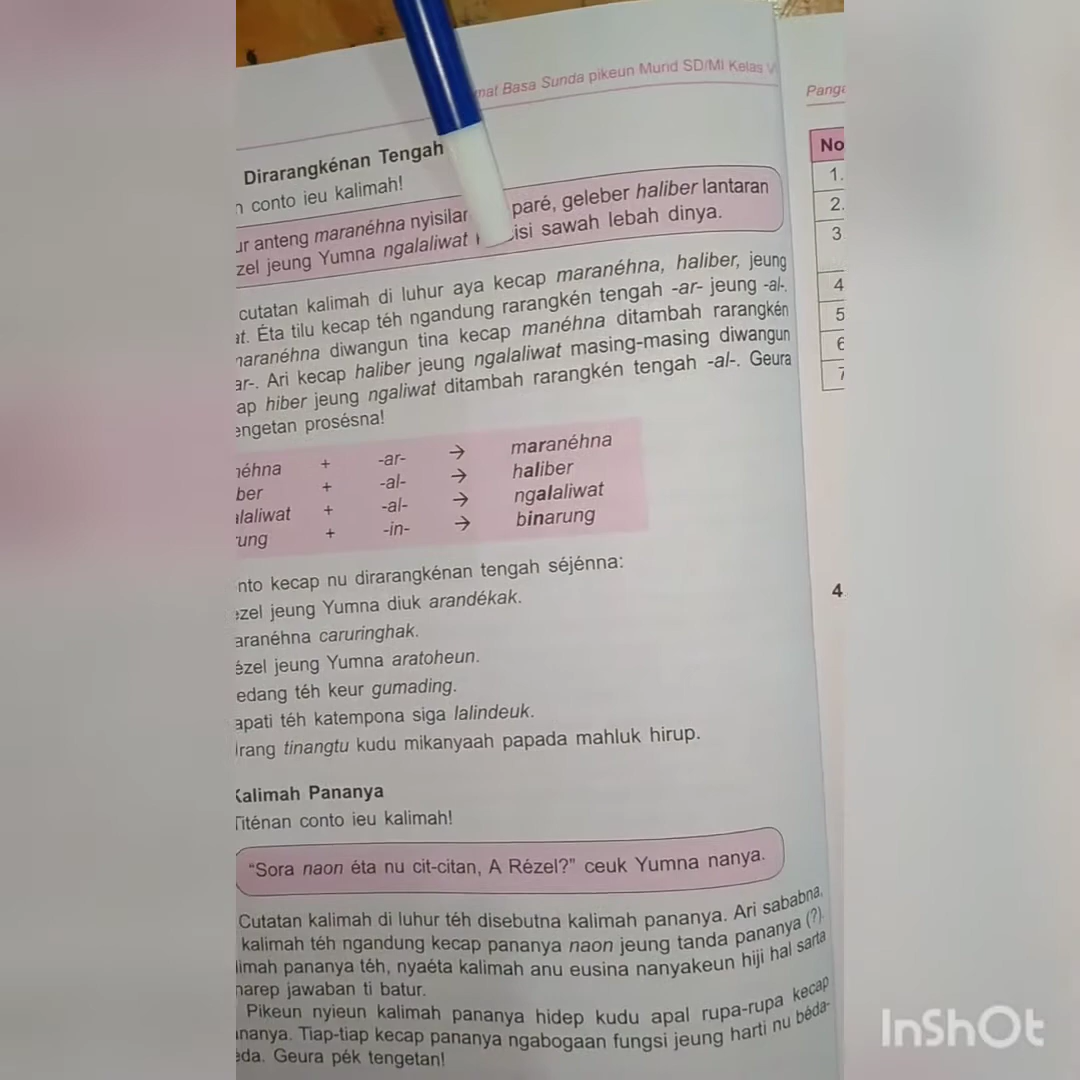 mat Basa Sunda pikeun Murid SD/MI Kelas V
Dirarangkénan Tengah
conto ieu kalimah!
anteng maranéhna paré, geleber haliber lantaran
jeung Yumna ngalaliwat sawah lebah dinya.
cutatan kalimah di luhur aya kecap maranéhna, haliber, jeung
at. Éta tilu kecap téh ngandung rarangkén tengah -ar- jeung -al-.
naranéhna diwangun tina kecap manéhna ditambah rarangkén
ar-. Ari kecap haliber jeung ngalaliwat masing-masing diwangun
ap hiber jeung ngaliwat ditambah rarangkén tengah -al-. Geura
engetan prosésna!
néhna + -ar- → maranéhna
ber + -al- → haliber
laliwat + -al- → ngalaliwat
ung + -in- → binarung
nto kecap nu dirarangkénan tengah séjénna:
zel jeung Yumna diuk arandékak.
aranéhna caruringhak.
ézel jeung Yumna aratoheun.
edang téh keur gumading.
apati téh katempona siga lalindeuk.
rang tinangtu kudu mikanyaah papada mahluk hirup.
Kalimah Pananya
Titénan conto ieu kalimah!
“Sora naon éta nu cit-citan, A Rézel?” ceuk Yumna nanya.
Cutatan kalimah di luhur téh disebutna kalimah pananya. Ari sababna,
kalimah téh ngandung kecap pananya naon jeung tanda pananya (?).
limah pananya téh, nyaéta kalimah anu eusina nanyakeun hiji hal sarta
harep jawaban ti batur.
Pikeun nyieun kalimah pananya hidep kudu apal rupa-rupa kecap
nanya. Tiap-tiap kecap pananya ngabogaan fungsi jeung harti nu béda-
éda. Geura pék tengetan!
Panga
No
1.
2.
3
4
5
6
7
4
InShOt